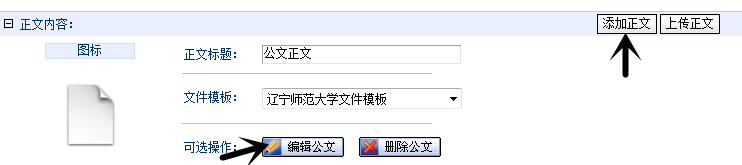 正文内容： 添加正文 上传正文
图标 正文标题： 公文正文
文件模板： 辽宁师范大学文件模板
可选操作： 编辑公文 删除公文